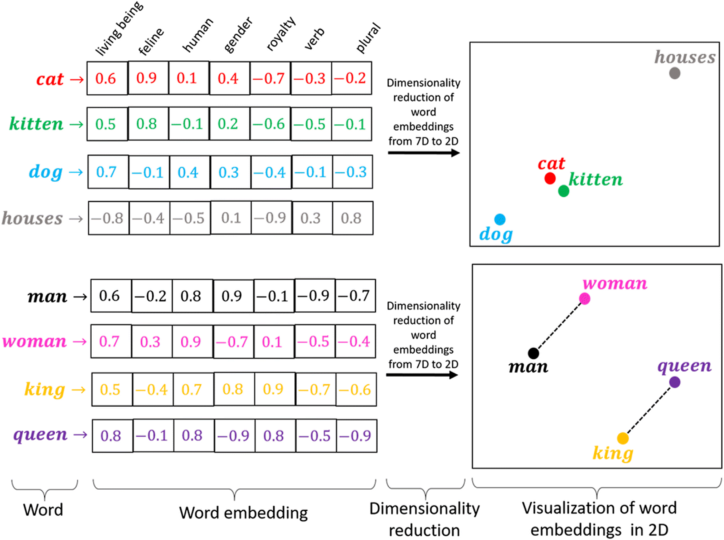 living being feline human gender royalty verb plural
cat → 0.6 0.9 0.1 0.4 −0.7 −0.3 −0.2
kitten → 0.5 0.8 −0.1 0.2 −0.6 −0.5 −0.1
dog → 0.7 −0.1 0.4 0.3 −0.4 −0.1 −0.3
houses → −0.8 −0.4 −0.5 0.1 −0.9 0.3 0.8
Dimensionality
reduction of
word
embeddings
from 7D to 2D
houses
cat
kitten
dog
man → 0.6 −0.2 0.8 0.9 −0.1 −0.9 −0.7
woman → 0.7 0.3 0.9 −0.7 0.1 −0.5 −0.4
king → 0.5 −0.4 0.7 0.8 0.9 −0.7 −0.6
queen → 0.8 −0.1 0.8 −0.9 0.8 −0.5 −0.9
Dimensionality
reduction of
word
embeddings
from 7D to 2D
woman
man
queen
king
Word
Word embedding
Dimensionality
reduction
Visualization of word
embeddings in 2D